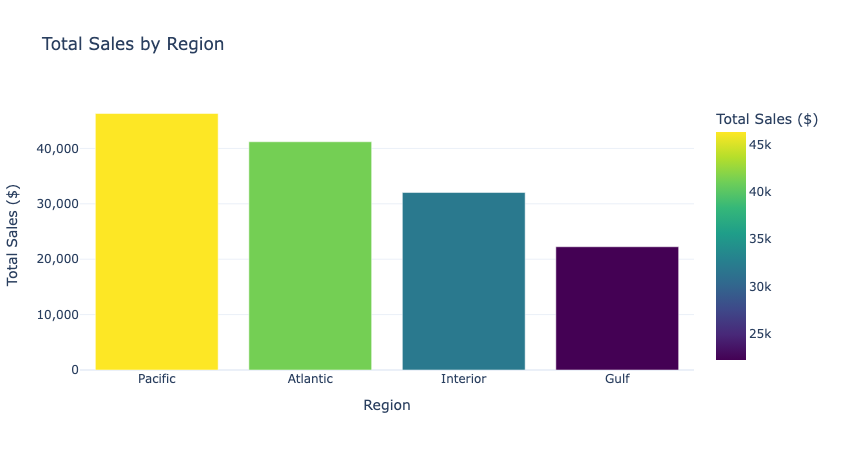 Total Sales by Region
Total Sales ($)
40,000
30,000
20,000
10,000
0
Pacific
Atlantic
Interior
Gulf
Region
Total Sales ($)
45k
40k
35k
30k
25k